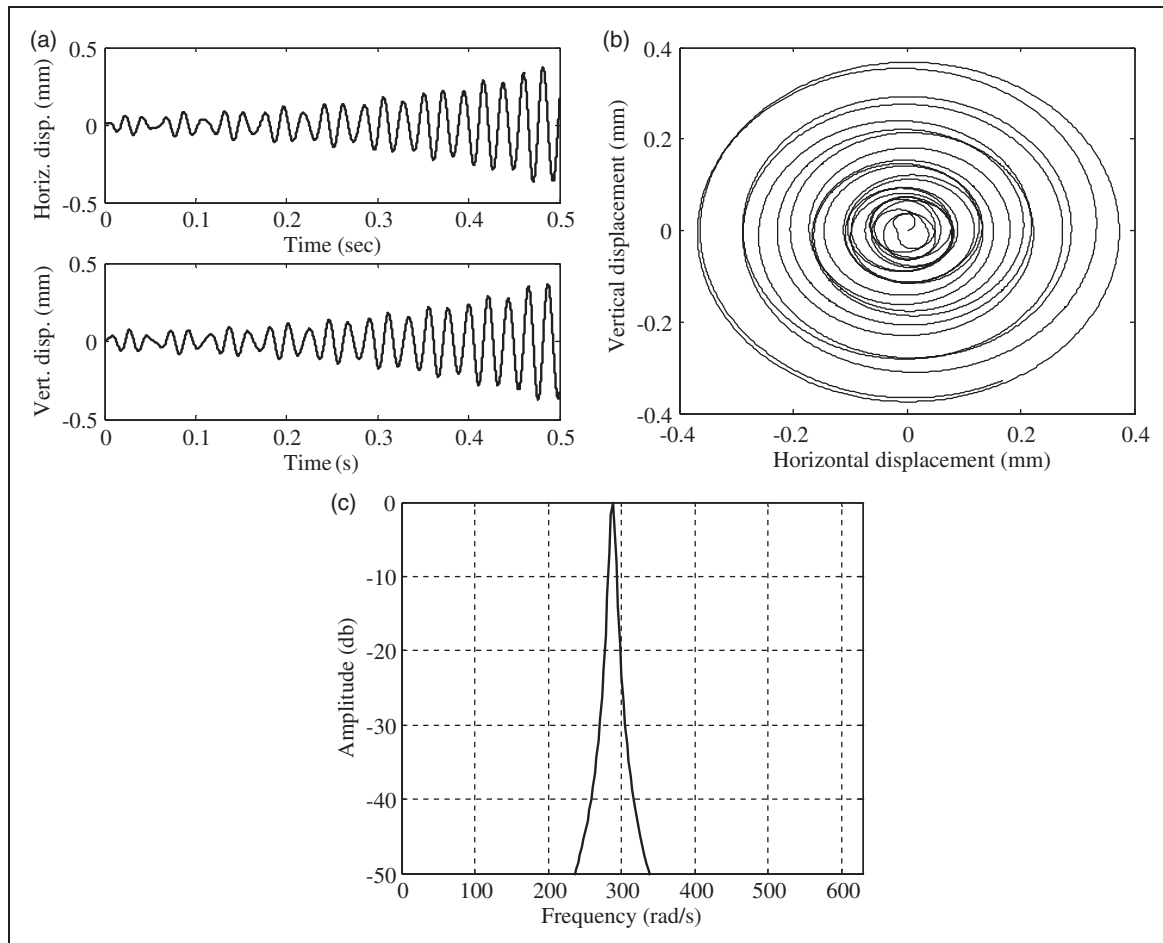 (a)
0.5
0
-0.5
Horiz. disp. (mm)
0 0.1 0.2 0.3 0.4 0.5
Time (sec)
0.5
0
-0.5
Vert. disp. (mm)
0 0.1 0.2 0.3 0.4 0.5
Time (s)
(b)
0.4
0.2
0
-0.2
-0.4
Vertical displacement (mm)
-0.4 -0.2 0 0.2 0.4
Horizontal displacement (mm)
(c)
0
-10
-20
-30
-40
-50
Amplitude (db)
0 100 200 300 400 500 600
Frequency (rad/s)